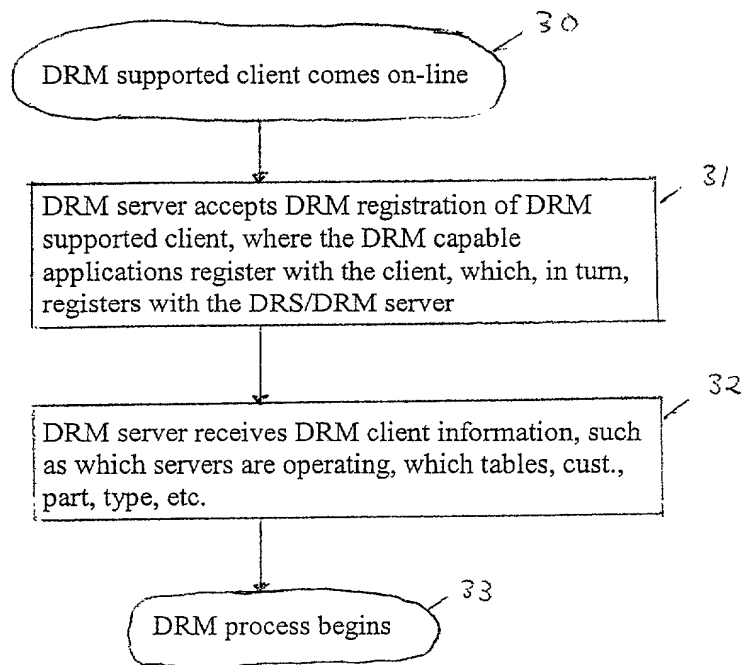 30
DRM supported client comes on-line
31
DRM server accepts DRM registration of DRM
supported client, where the DRM capable
applications register with the client, which, in turn,
registers with the DRS/DRM server
32
DRM server receives DRM client information, such
as which servers are operating, which tables, cust.,
part, type, etc.
33
DRM process begins